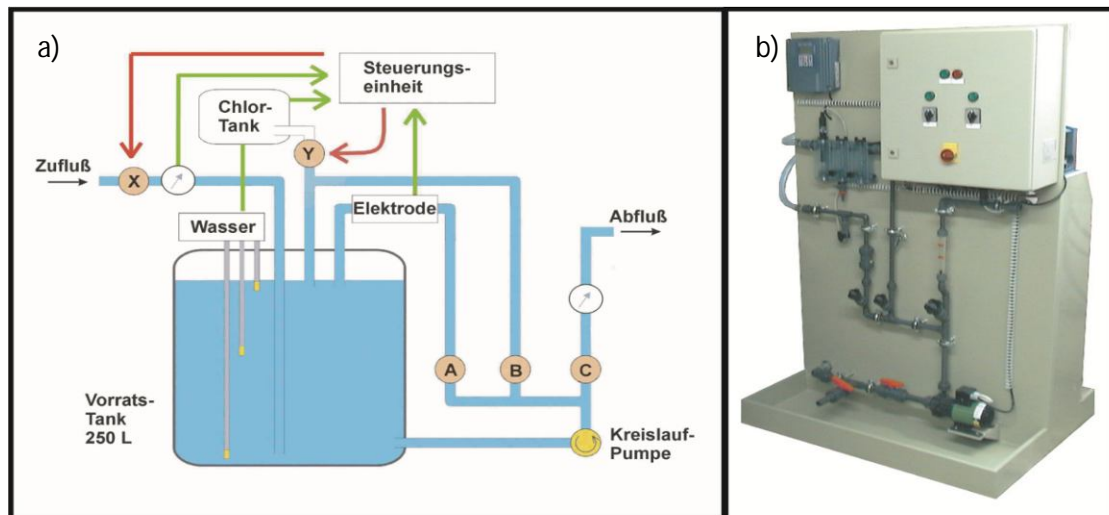 a)
Steuerungs-
einheit
Chlor-
Tank
Y
Zufluß
X
Wasser
Elektrode
Abfluß
A
B
C
Vorrats-
Tank
250 L
Kreislauf-
Pumpe
b)